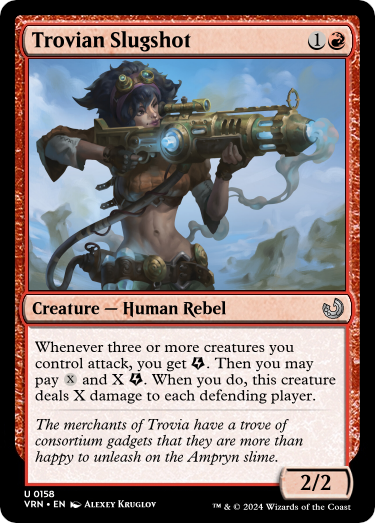 Trovian Slugshot
1
Creature — Human Rebel
Whenever three or more creatures you
control attack, you get . Then you may
pay X and X . When you do, this creature
deals X damage to each defending player.
The merchants of Trovia have a trove of
consortium gadgets that they are more than
happy to unleash on the Ampryn slime.
2/2
U 0158
VRN • EN Alexey Kruglov
™ & © 2024 Wizards of the Coast